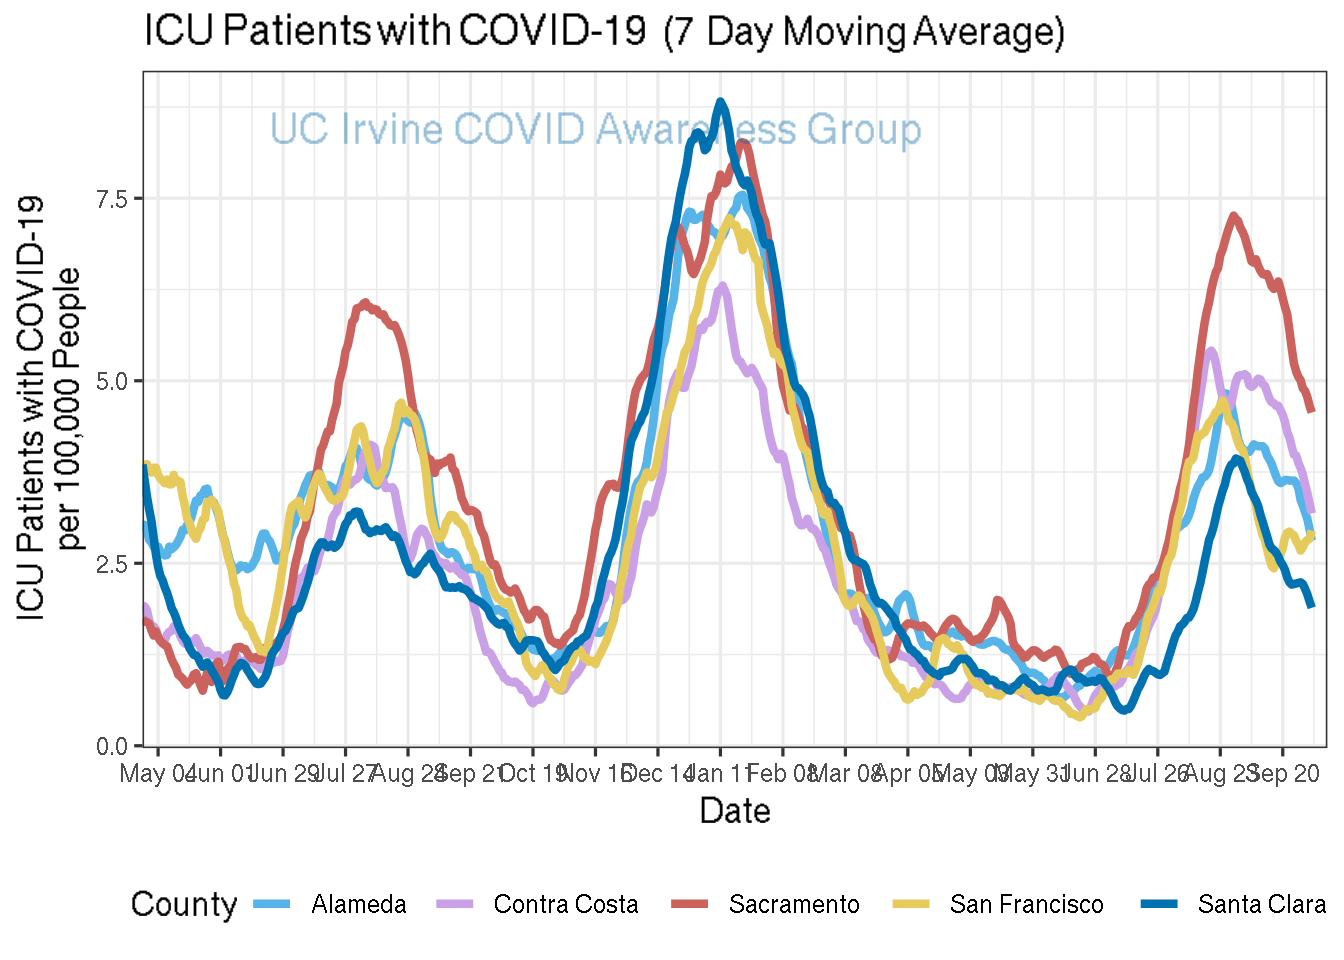 ICU Patients with COVID-19 (7 Day Moving Average)
UC Irvine COVID Awareness Group
ICU Patients with COVID-19
per 100,000 People
7.5
5.0
2.5
0.0
May 04 Jun 01 Jun 29 Jul 27 Aug 24 Sep 21 Oct 19 Nov 16 Dec 14 Jan 11 Feb 08 Mar 08 Apr 05 May 03 May 31 Jun 28 Jul 26 Aug 23 Sep 20
Date
County Alameda Contra Costa Sacramento San Francisco Santa Clara